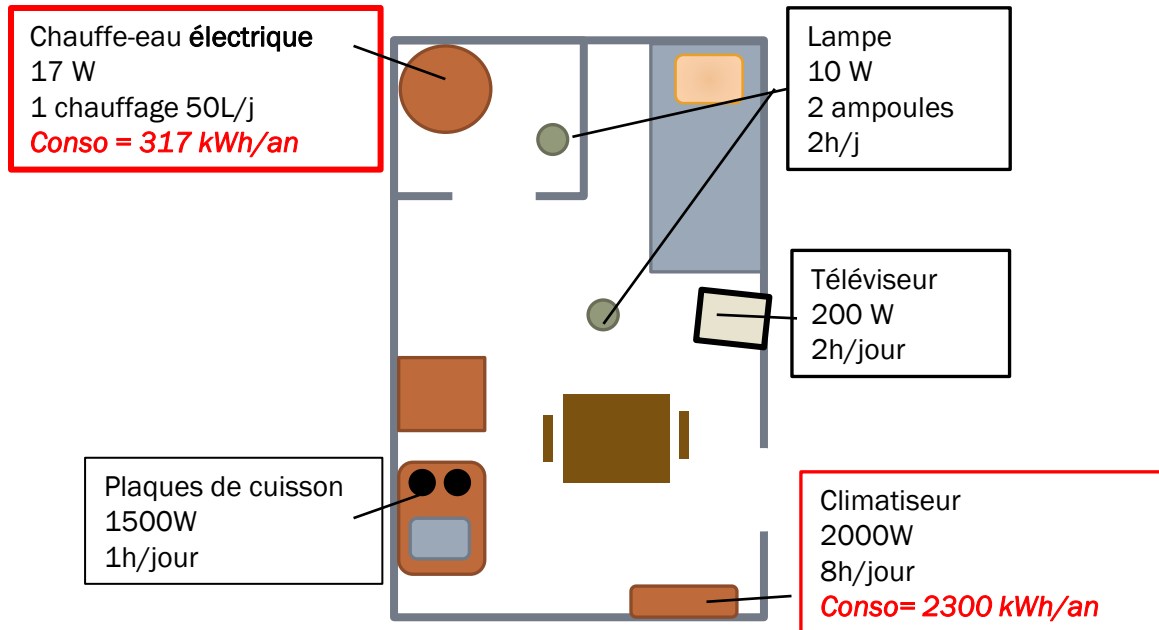 Chauffe-eau électrique
17 W
1 chauffage 50L/j
Conso = 317 kWh/an
Lampe
10 W
2 ampoules
2h/j
Téléviseur
200 W
2h/jour
Plaques de cuisson
1500W
1h/jour
Climatiseur
2000W
8h/jour
Conso= 2300 kWh/an